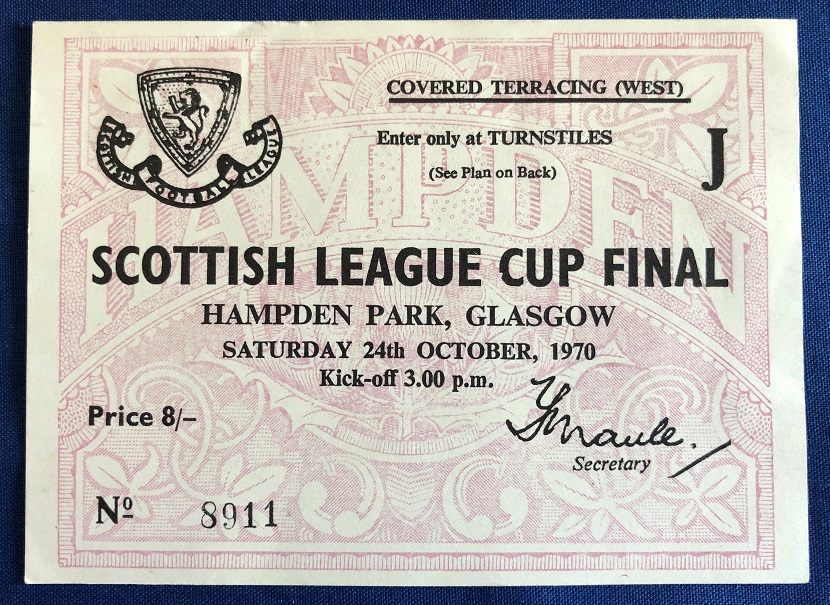 COVERED TERRACING (WEST)
Enter only at TURNSTILES
(See Plan on Back)
J
SCOTTISH FOOTBALL LEAGUE
HAMPDEN
SCOTTISH LEAGUE CUP FINAL
HAMPDEN PARK, GLASGOW
SATURDAY 24th OCTOBER, 1970
Kick-off 3.00 p.m.
Price 8/–
Secretary
Nº 8911